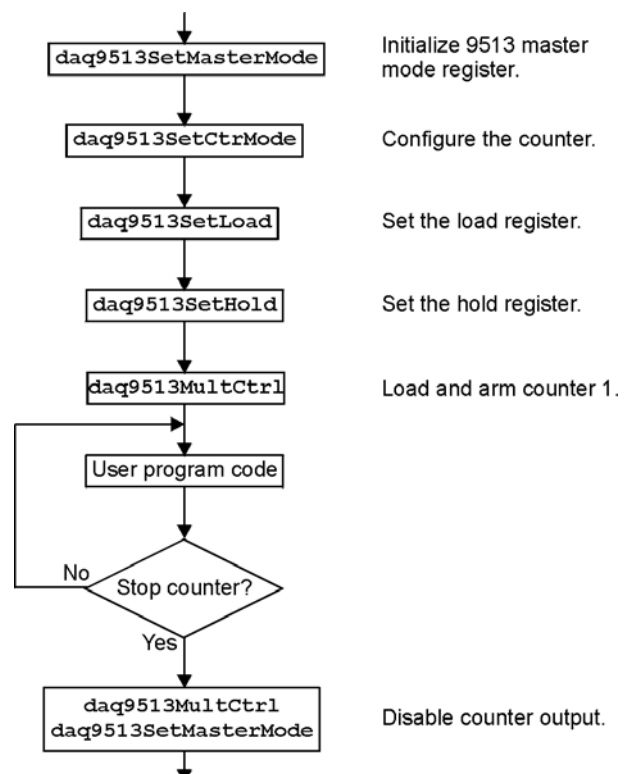 daq9513SetMasterMode
Initialize 9513 master
mode register.
daq9513SetCtrMode
Configure the counter.
daq9513SetLoad
Set the load register.
daq9513SetHold
Set the hold register.
daq9513MultCtrl
Load and arm counter 1.
User program code
No
Stop counter?
Yes
daq9513MultCtrl
daq9513SetMasterMode
Disable counter output.